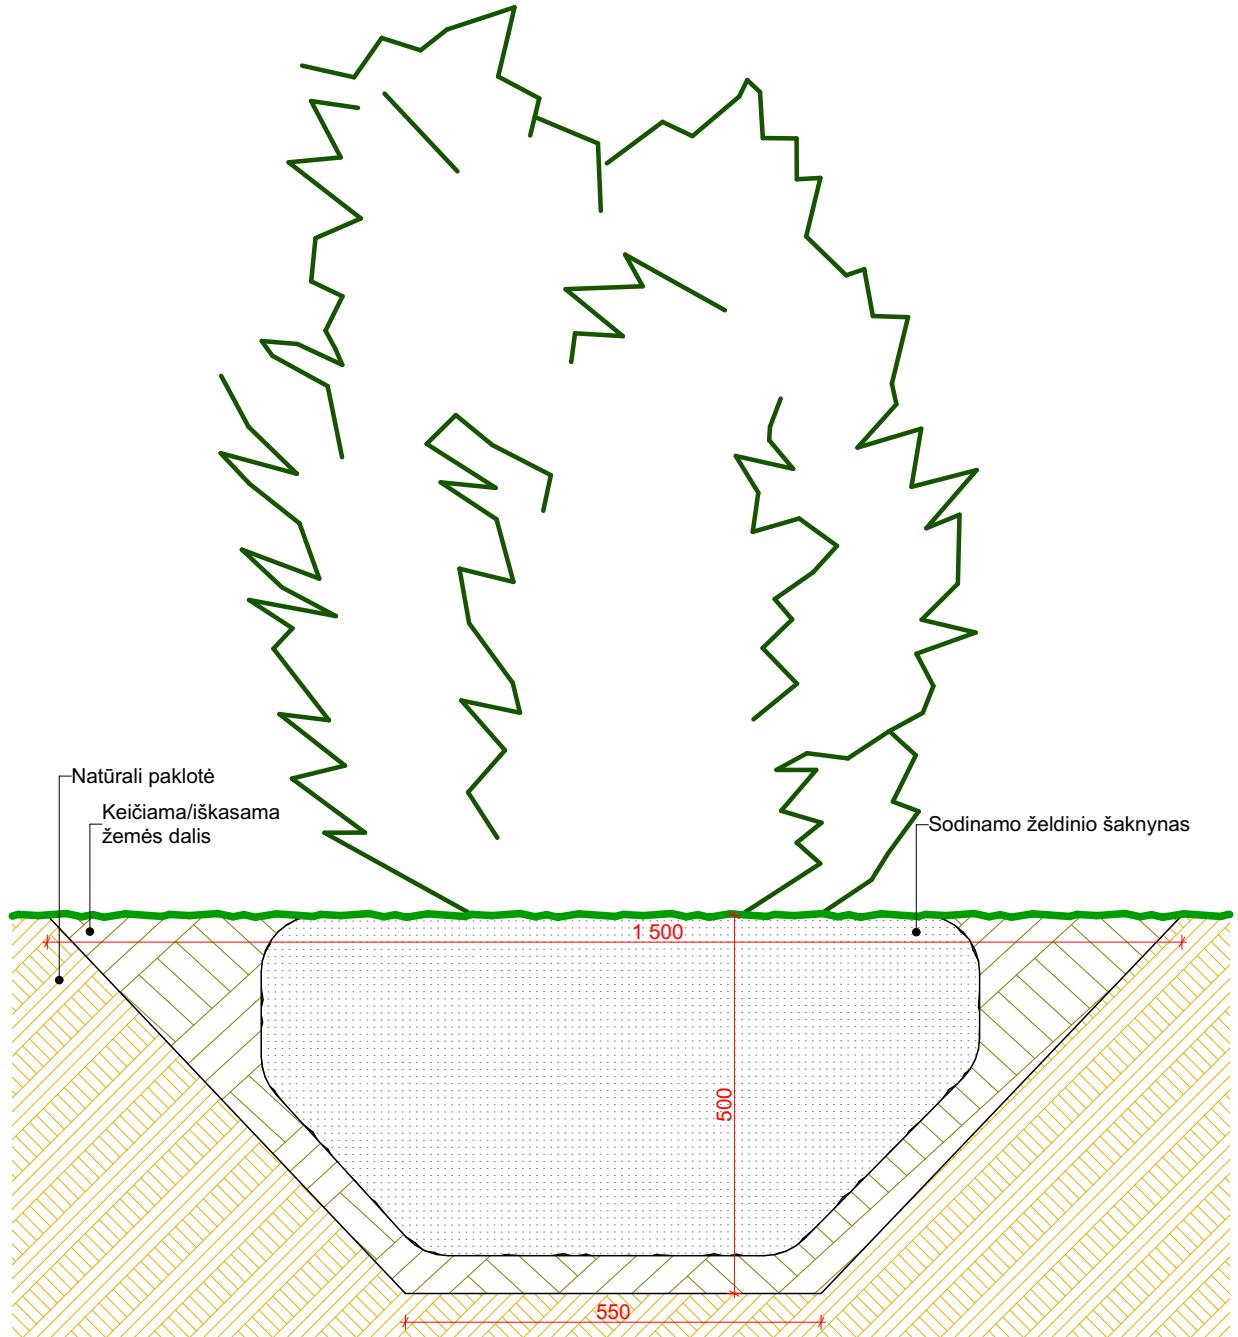 Natūrali paklotė
Keičiama/iškasama
žemės dalis
Sodinamo želdinio šaknynas
1 500
500
550